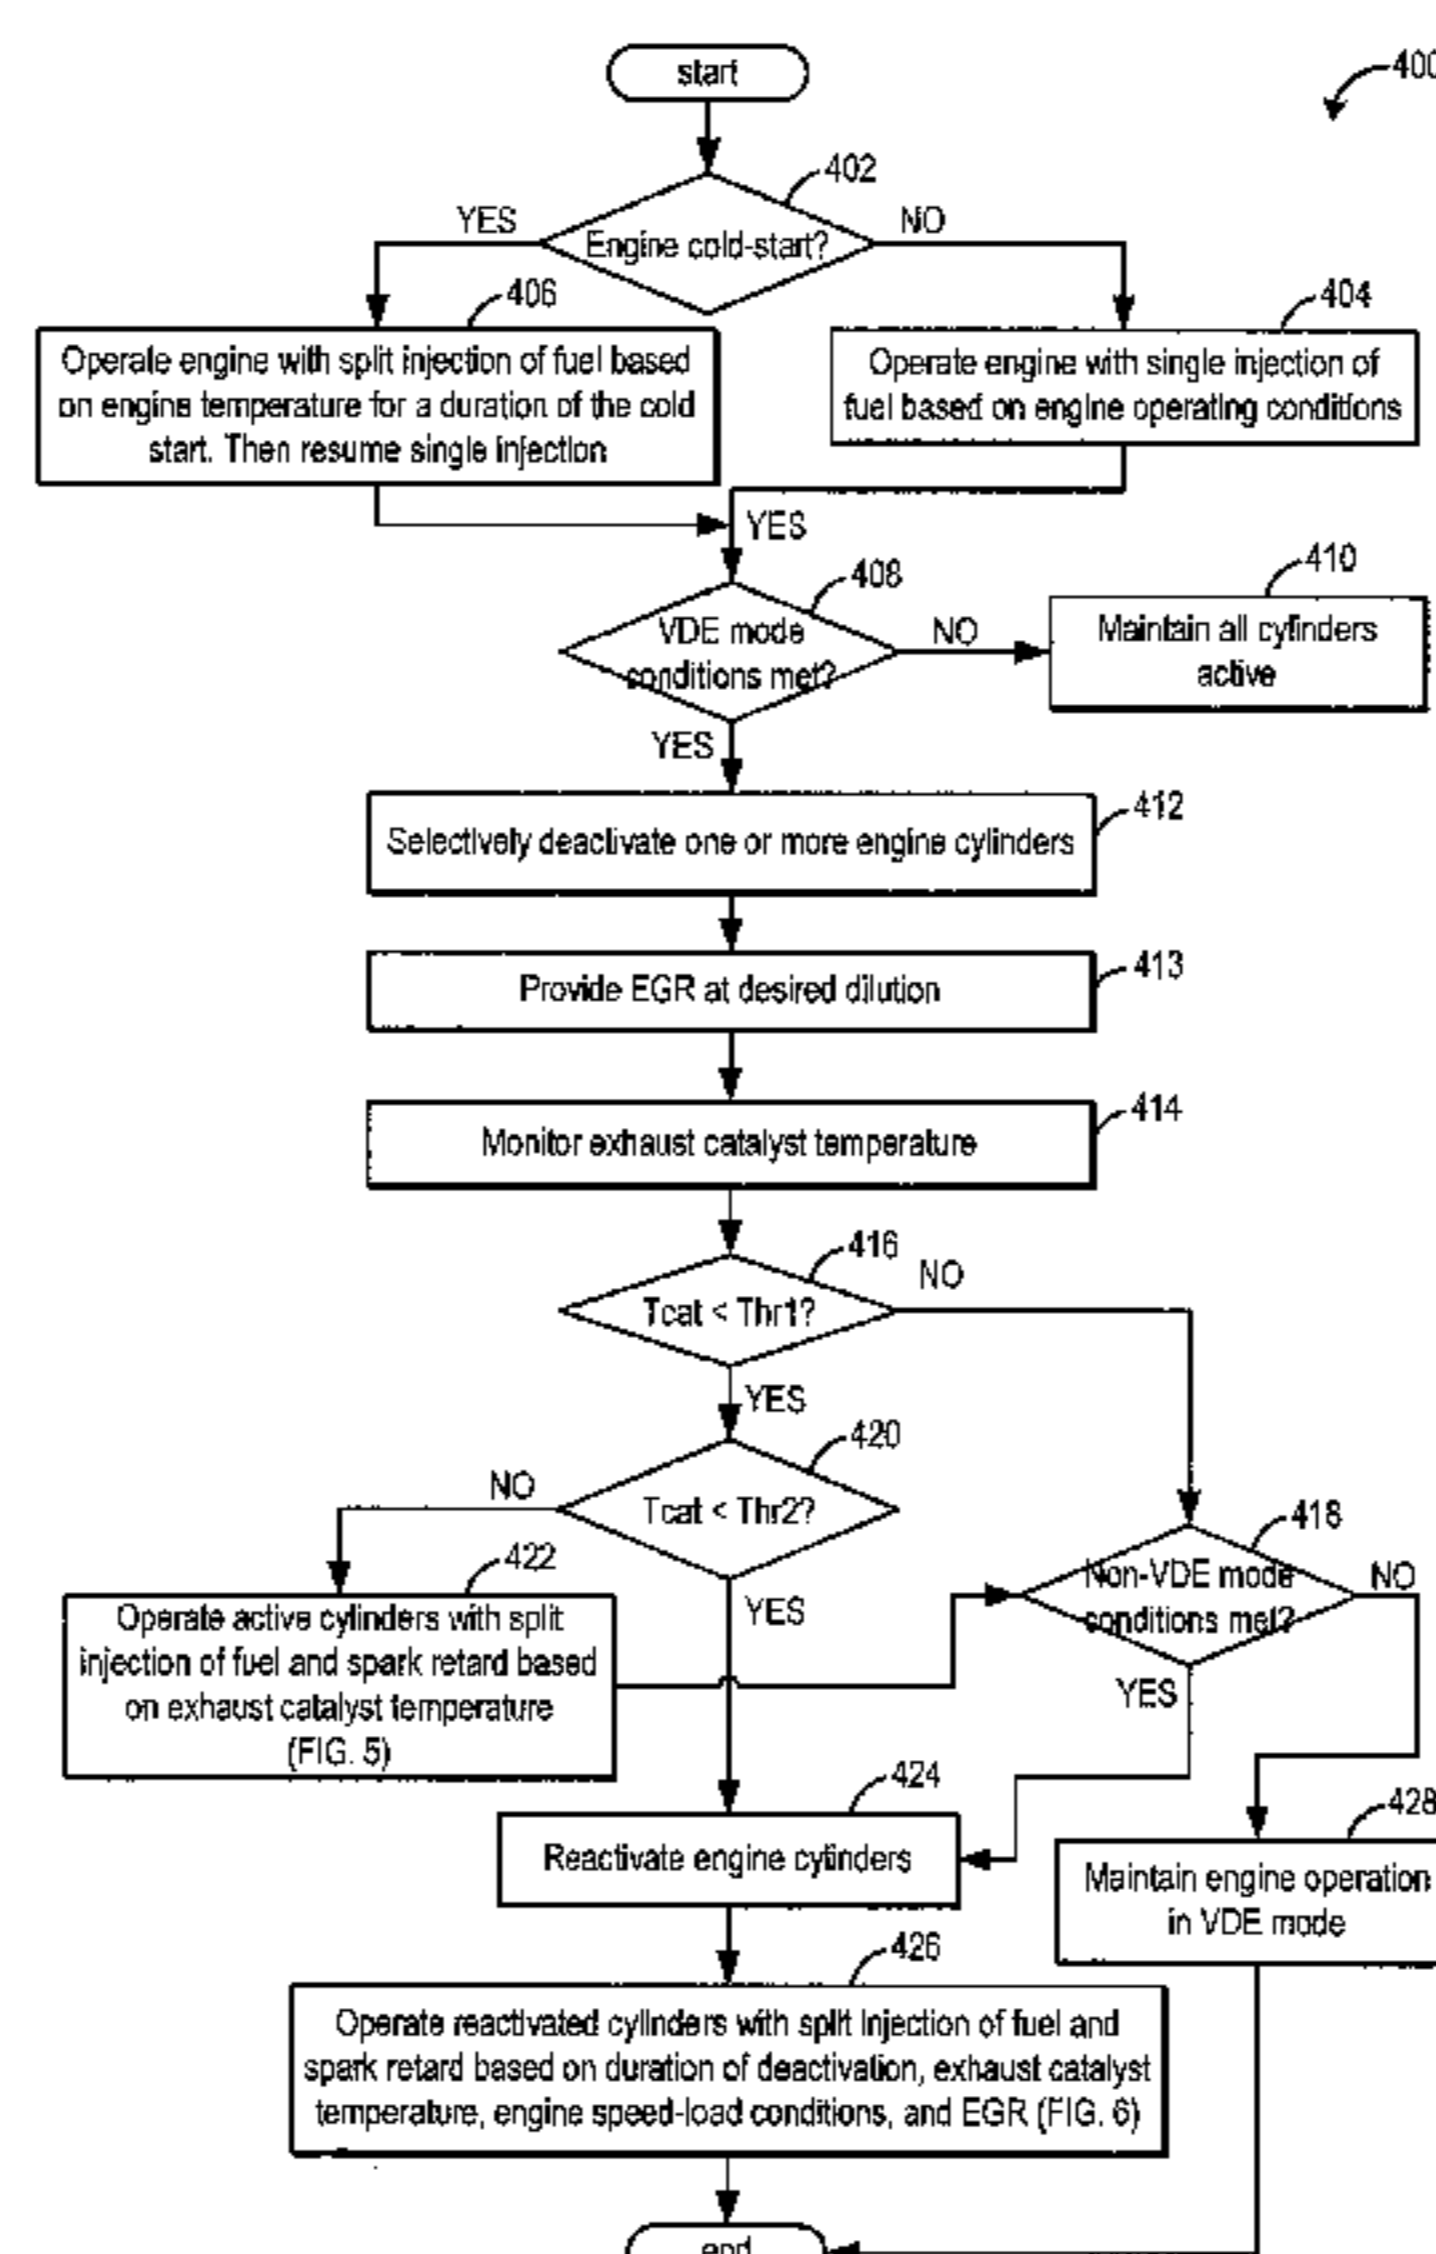 start
400
402
YES
Engine cold-start?
NO
406
404
Operate engine with split injection of fuel based
on engine temperature for a duration of the cold
start. Then resume single injection
Operate engine with single injection of
fuel based on engine operating conditions
YES
408
VDE mode
conditions met?
NO
410
Maintain all cylinders
active
YES
412
Selectively deactivate one or more engine cylinders
413
Provide EGR at desired dilution
414
Monitor exhaust catalyst temperature
416
Tcat < Thr1?
NO
YES
420
Tcat < Thr2?
NO
YES
422
Operate active cylinders with split
injection of fuel and spark retard based
on exhaust catalyst temperature
(FIG. 5)
418
Non-VDE mode
conditions met?
NO
YES
424
Reactivate engine cylinders
428
Maintain engine operation
in VDE mode
426
Operate reactivated cylinders with split injection of fuel and
spark retard based on duration of deactivation, exhaust catalyst
temperature, engine speed-load conditions, and EGR (FIG. 6)
end